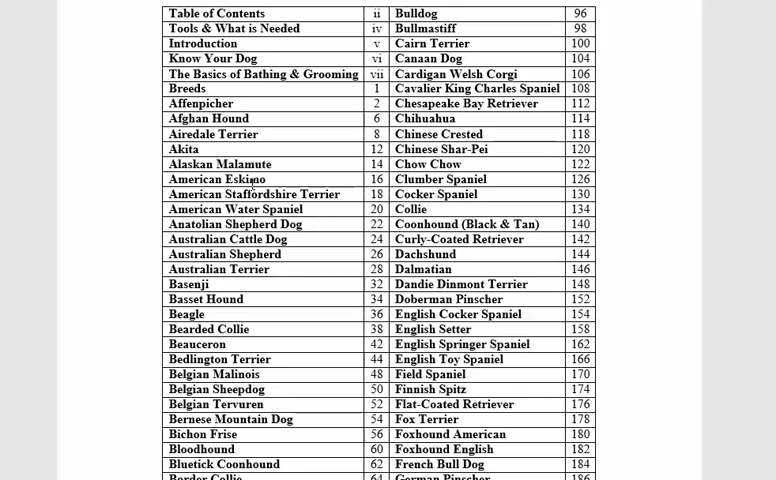 Table of Contents ii Bulldog 96
Tools & What is Needed iv Bullmastiff 98
Introduction v Cairn Terrier 100
Know Your Dog vi Canaan Dog 104
The Basics of Bathing & Grooming vii Cardigan Welsh Corgi 106
Breeds 1 Cavalier King Charles Spaniel 108
Affenpicher 2 Chesapeake Bay Retriever 112
Afghan Hound 6 Chihuahua 114
Airedale Terrier 8 Chinese Crested 118
Akita 12 Chinese Shar-Pei 120
Alaskan Malamute 14 Chow Chow 122
American Eskimo 16 Clumber Spaniel 126
American Staffordshire Terrier 18 Cocker Spaniel 130
American Water Spaniel 20 Collie 134
Anatolian Shepherd Dog 22 Coonhound (Black & Tan) 140
Australian Cattle Dog 24 Curly-Coated Retriever 142
Australian Shepherd 26 Dachshund 144
Australian Terrier 28 Dalmatian 146
Basenji 32 Dandie Dinmont Terrier 148
Basset Hound 34 Doberman Pinscher 152
Beagle 36 English Cocker Spaniel 154
Bearded Collie 38 English Setter 158
Beauceron 42 English Springer Spaniel 162
Bedlington Terrier 44 English Toy Spaniel 166
Belgian Malinois 48 Field Spaniel 170
Belgian Sheepdog 50 Finnish Spitz 174
Belgian Tervuren 52 Flat-Coated Retriever 176
Bernese Mountain Dog 54 Fox Terrier 178
Bichon Frise 56 Foxhound American 180
Bloodhound 60 Foxhound English 182
Bluetick Coonhound 62 French Bull Dog 184
Border Collie 64 German Pinscher 186